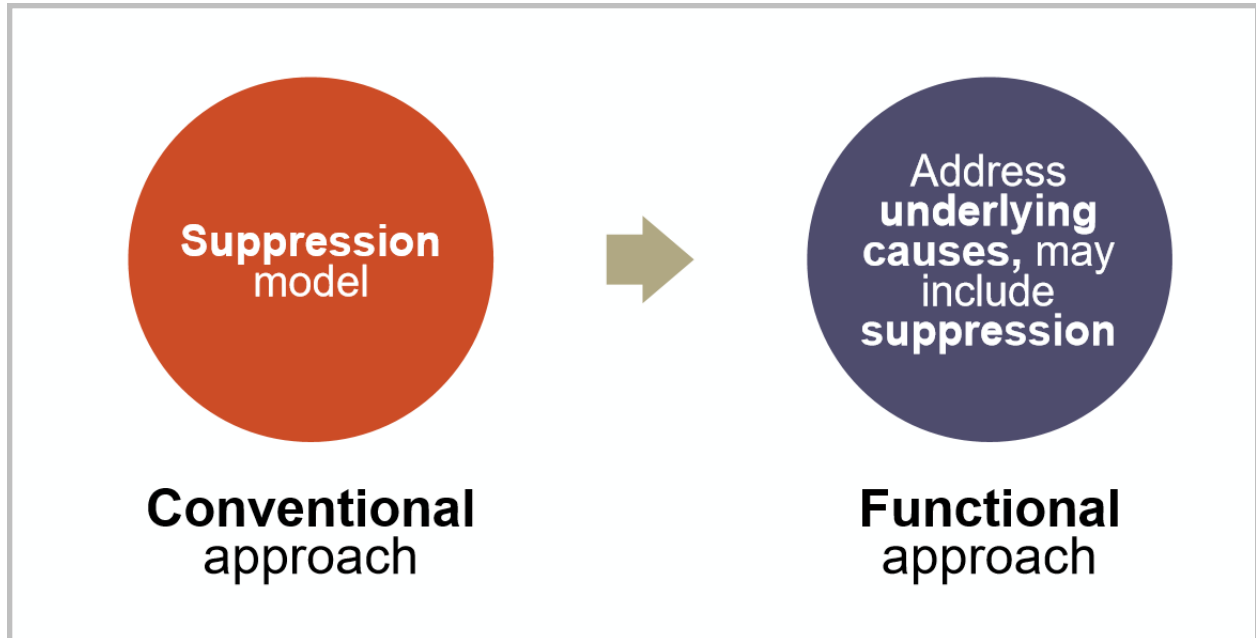 Suppression
model
Address
underlying
causes, may
include
suppression
Conventional
approach
Functional
approach